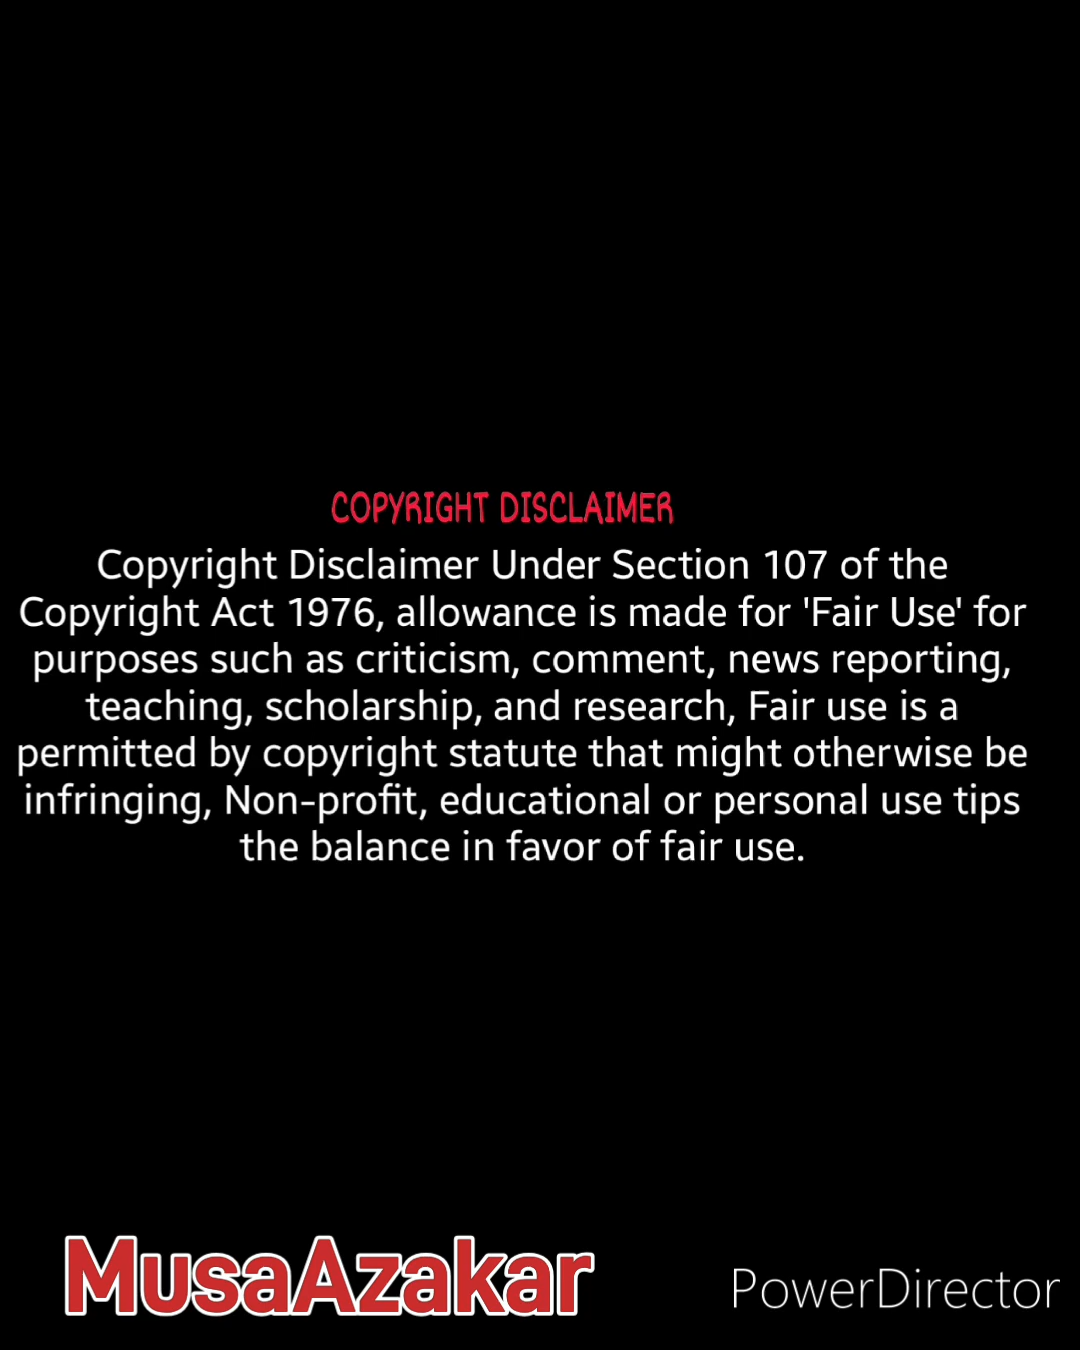 COPYRIGHT DISCLAIMER
Copyright Disclaimer Under Section 107 of the
Copyright Act 1976, allowance is made for 'Fair Use' for
purposes such as criticism, comment, news reporting,
teaching, scholarship, and research, Fair use is a
permitted by copyright statute that might otherwise be
infringing, Non-profit, educational or personal use tips
the balance in favor of fair use.
MusaAzakar
PowerDirector